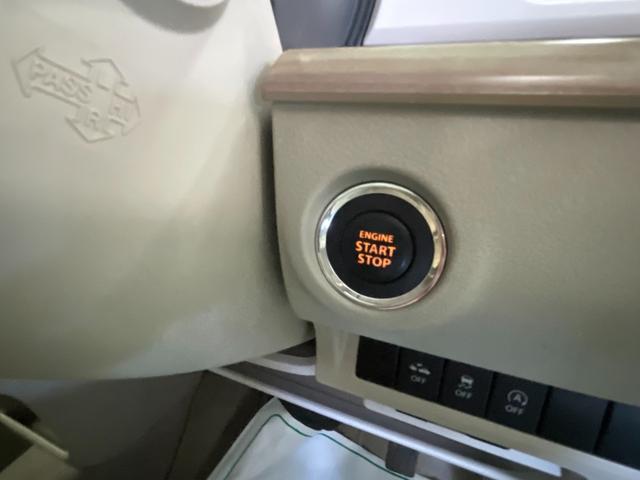 PASS
L
H
R
ENGINE
START
STOP
OFF
OFF
A
OFF